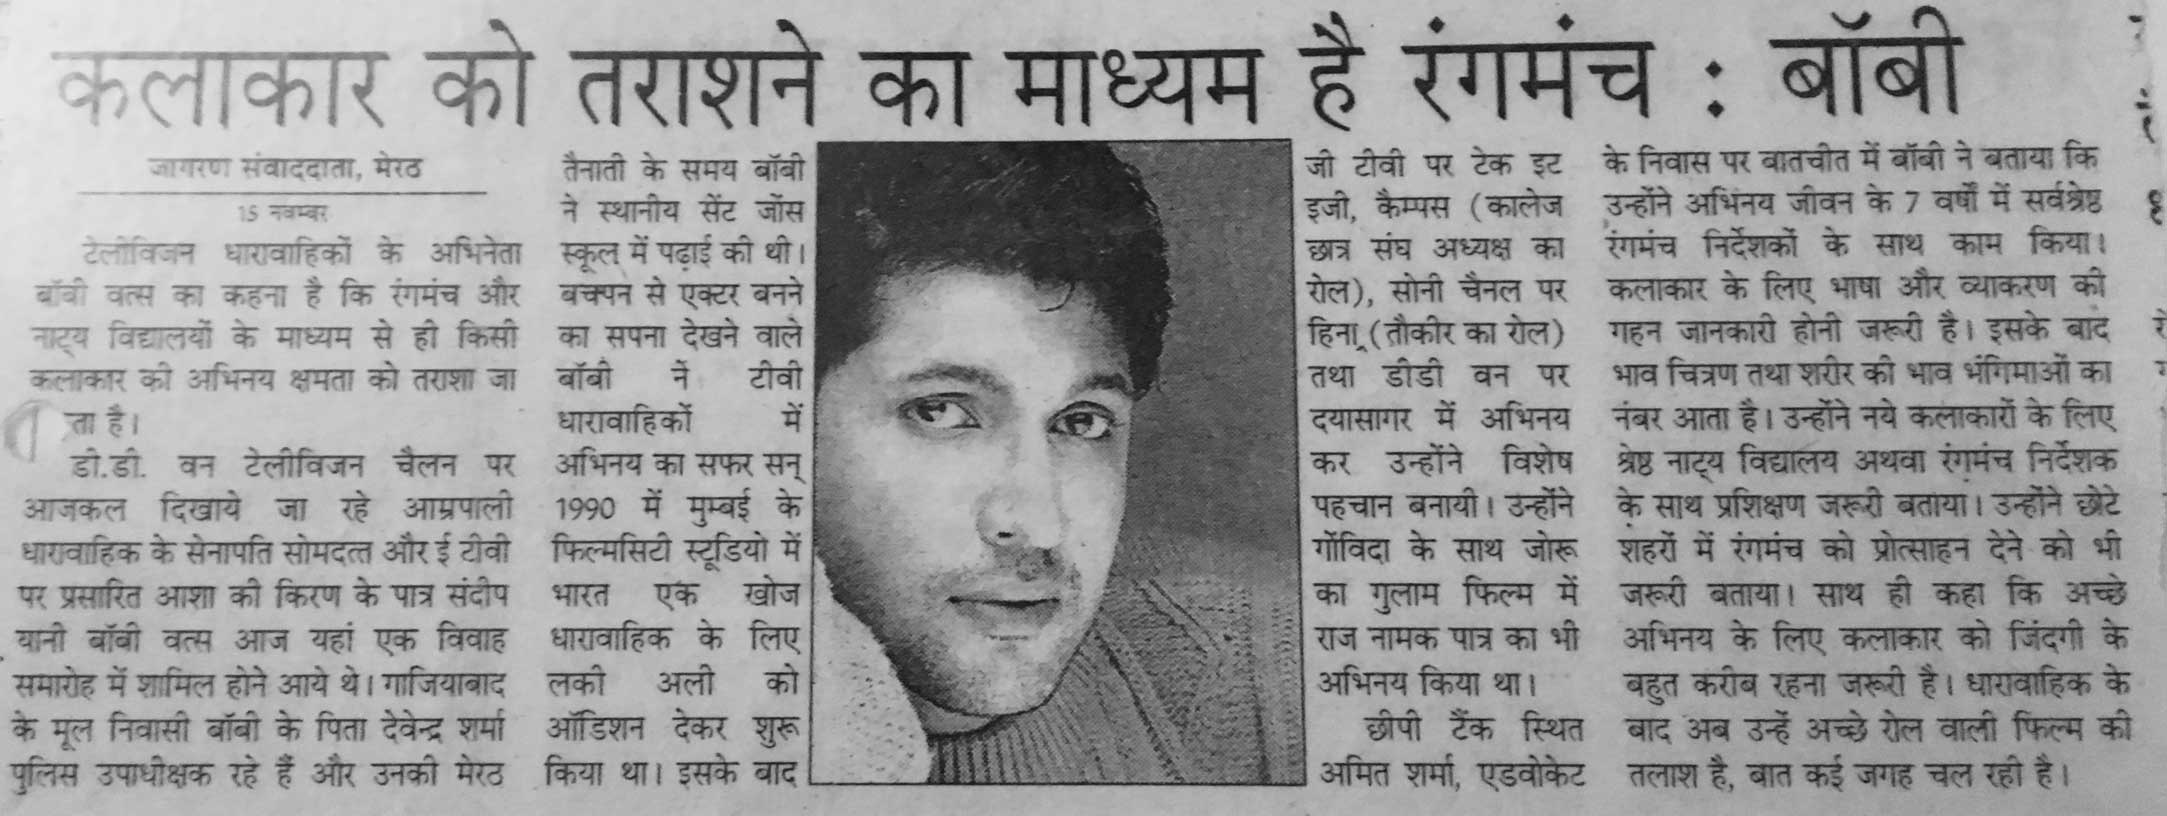 कलाकार को तराशने का माध्यम है रंगमंच : बॉबी
जागरण संवाददाता, मेरठ
15 नवम्बर
टेलीविजन धारावाहिकों के अभिनेता
बॉबी वत्स का कहना है कि रंगमंच और
नाट्य विद्यालयों के माध्यम से ही किसी
कलाकार की अभिनय क्षमता को तराशा जा
ता है।
डी.डी. वन टेलीविजन चैलन पर
आजकल दिखाये जा रहे आम्रपाली
धारावाहिक के सेनापति सोमदत्त और ई टीवी
पर प्रसारित आशा की किरण के पात्र संदीप
यानी बॉबी वत्स आज यहां एक विवाह
समारोह में शामिल होने आये थे। गाजियाबाद
के मूल निवासी बॉबी के पिता देवेन्द्र शर्मा
पुलिस उपाधीक्षक रहे हैं और उनकी मेरठ
तैनाती के समय बॉबी
ने स्थानीय सेंट जोंस
स्कूल में पढ़ाई की थी।
बचपन से एक्टर बनने
का सपना देखने वाले
बॉबी नें टीवी
धारावाहिकों में
अभिनय का सफर सन्
1990 में मुम्बई के
फिल्मसिटी स्टूडियो में
भारत एक खोज
धारावाहिक के लिए
लकी अली को
ऑडिशन देकर शुरू
किया था। इसके बाद
जी टीवी पर टेक इट
इजी, कैम्पस (कालेज
छात्र संघ अध्यक्ष का
रोल), सोनी चैनल पर
हिना (तौकीर का रोल)
तथा डीडी वन पर
दयासागर में अभिनय
कर उन्होंने विशेष
पहचान बनायी। उन्होंने
गोंविदा के साथ जोरू
का गुलाम फिल्म में
राज नामक पात्र का भी
अभिनय किया था।
छीपी टैंक स्थित
अमित शर्मा, एडवोकेट
के निवास पर बातचीत में बॉबी ने बताया कि
उन्होंने अभिनय जीवन के 7 वर्षों में सर्वश्रेष्ठ
रंगमंच निर्देशकों के साथ काम किया।
कलाकार के लिए भाषा और व्याकरण की
गहन जानकारी होनी जरूरी है। इसके बाद
भाव चित्रण तथा शरीर की भाव भंगिमाओं का
नंबर आता है। उन्होंने नये कलाकारों के लिए
श्रेष्ठ नाट्य विद्यालय अथवा रंगमंच निर्देशक
के साथ प्रशिक्षण जरूरी बताया। उन्होंने छोटे
शहरों में रंगमंच को प्रोत्साहन देने को भी
जरूरी बताया। साथ ही कहा कि अच्छे
अभिनय के लिए कलाकार को जिंदगी के
बहुत करीब रहना जरूरी है। धारावाहिक के
बाद अब उन्हें अच्छे रोल वाली फिल्म की
तलाश है, बात कई जगह चल रही है।